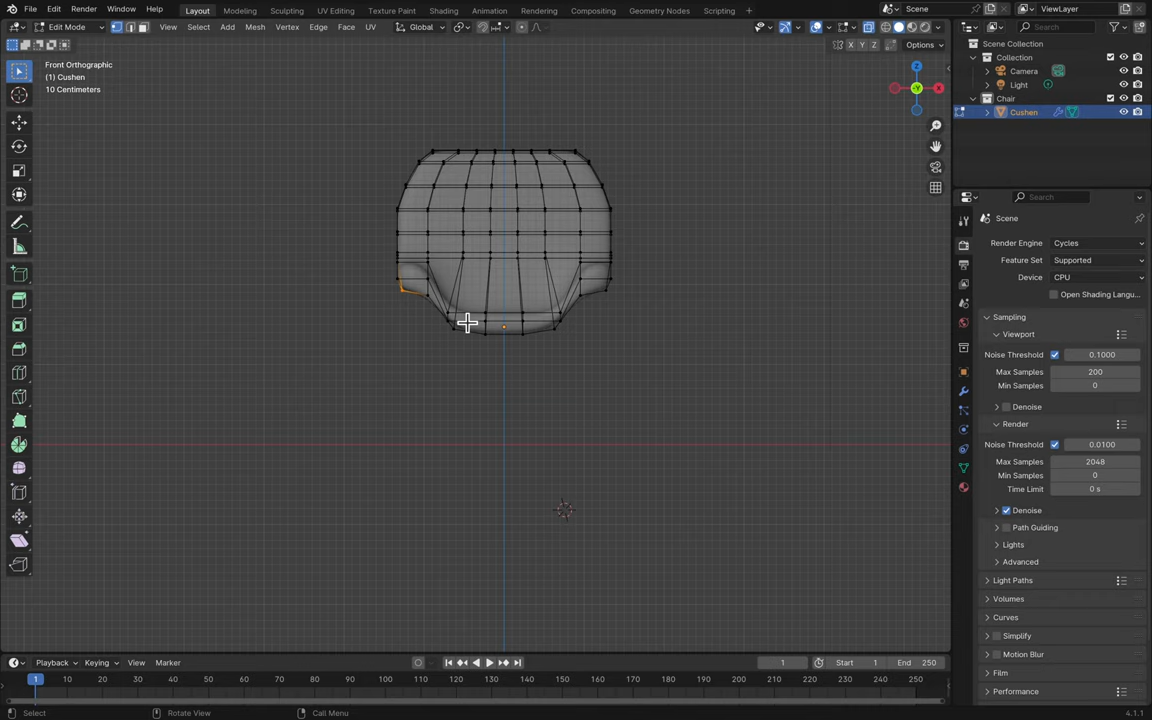 File Edit Render Window Help Layout Modeling Sculpting UV Editing Texture Paint Shading Animation Rendering Compositing Geometry Nodes Scripting Scene ViewLayer
Edit Mode View Select Add Mesh Vertex Edge Face UV Global Search
X Y Z Options
Front Orthographic
(1) Cushen
10 Centimeters
Z
X
-Y
Scene Collection
Collection
Camera
Light
Chair
Cushen
Search
Scene
Render Engine Cycles
Feature Set Supported
Device CPU
Open Shading Langu...
Sampling
Viewport
Noise Threshold 0.1000
Max Samples 200
Min Samples 0
Denoise
Render
Noise Threshold 0.0100
Max Samples 2048
Min Samples 0
Time Limit 0 s
Denoise
Path Guiding
Lights
Advanced
Light Paths
Volumes
Curves
Simplify
Motion Blur
Film
Performance
Playback Keying View Marker 1 Start 1 End 250
1 10 20 30 40 50 60 70 80 90 100 110 120 130 140 150 160 170 180 190 200 210 220 230 240 250
Select Rotate View Call Menu 4.1.1